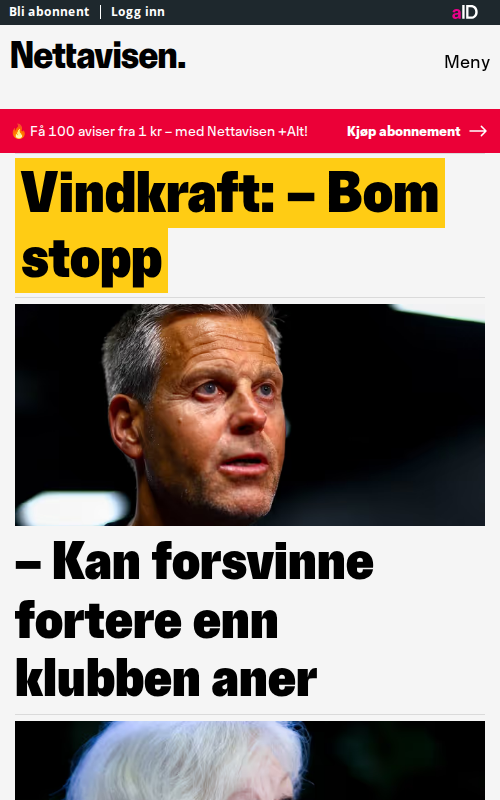 Bli abonnent | Logg inn
aID
Nettavisen.
Meny
🔥 Få 100 aviser fra 1 kr – med Nettavisen +Alt!
Kjøp abonnement →
Vindkraft: – Bom
stopp
– Kan forsvinne
fortere enn
klubben aner